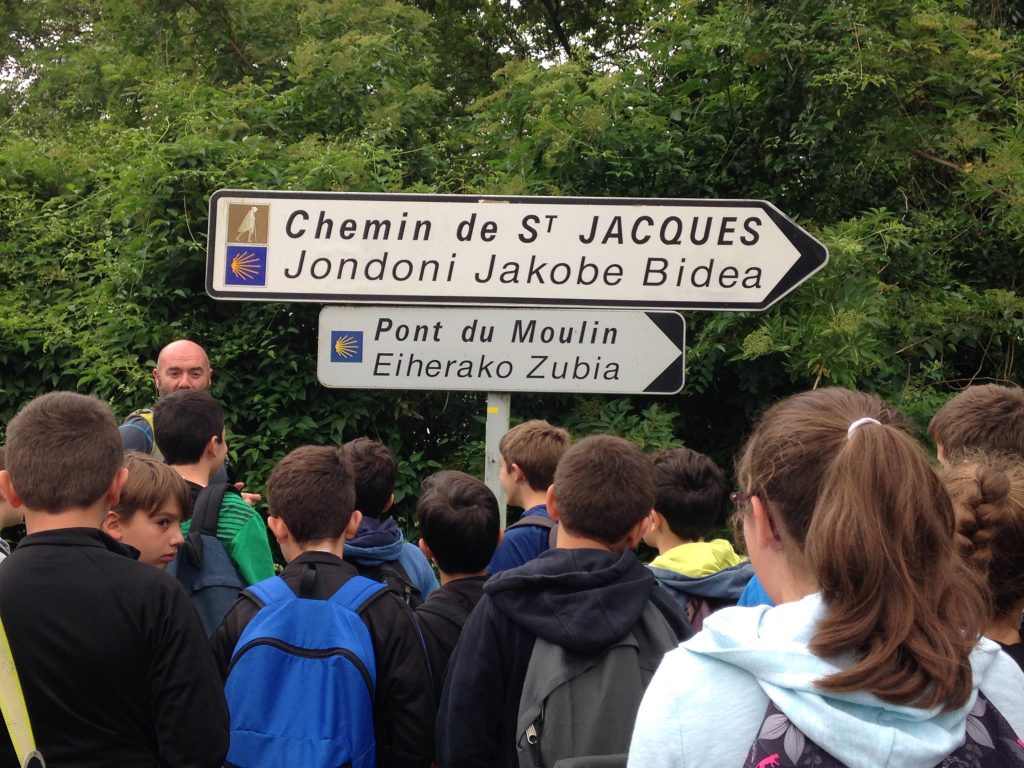 Chemin de Sᵀ JACQUES
Jondoni Jakobe Bidea
Pont du Moulin
Eiherako Zubia